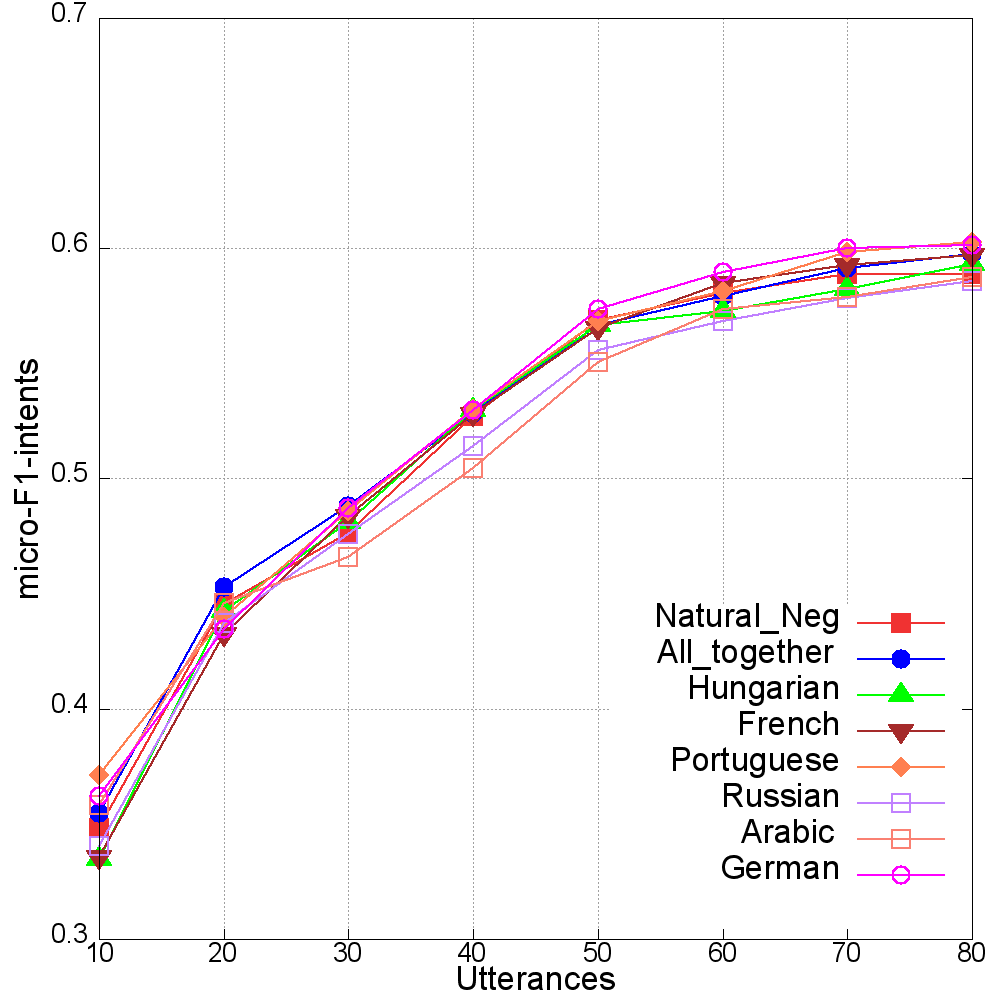 0.7
0.6
0.5
0.4
0.3
micro-F1-intents
Natural_Neg
All_together
Hungarian
French
Portuguese
Russian
Arabic
German
10 20 30 40 50 60 70 80
Utterances